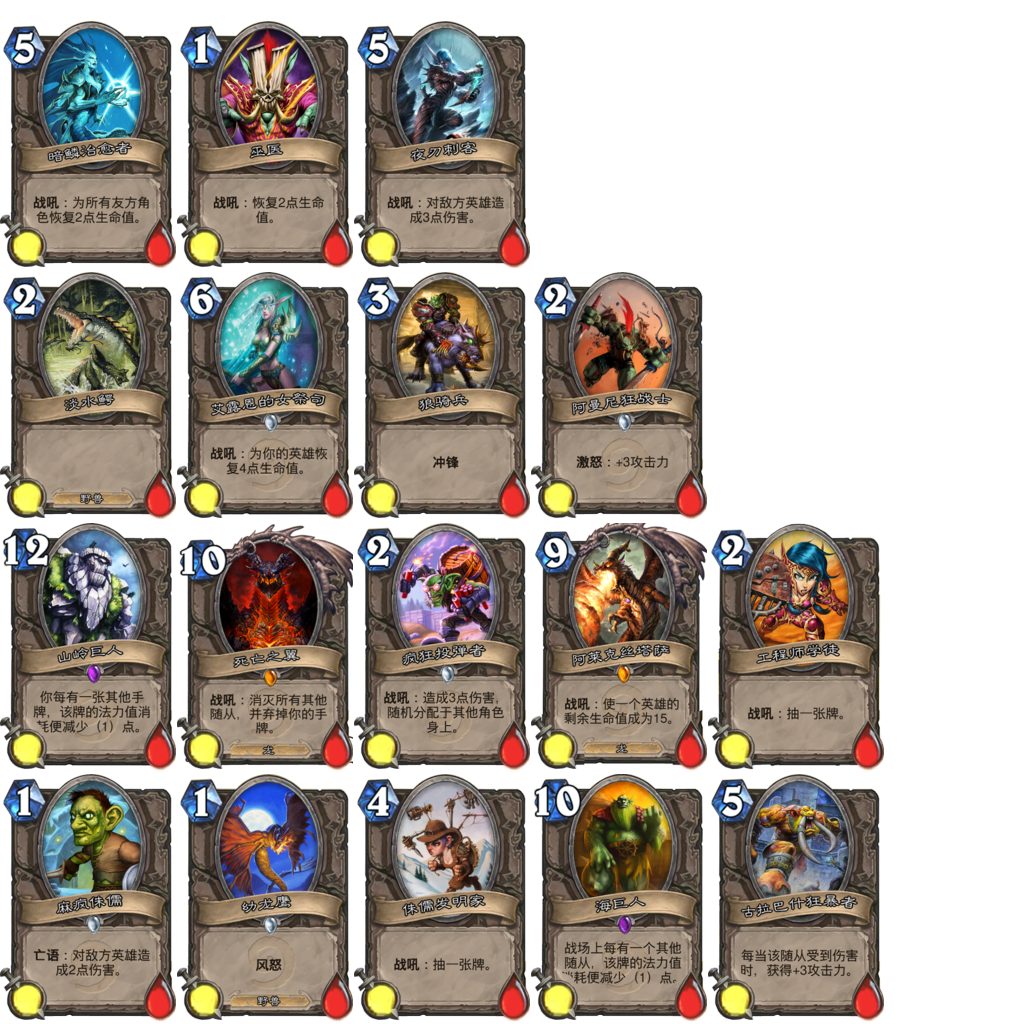 5
暗鳞治愈者
战吼：为所有友方角
色恢复2点生命值。
1
巫医
战吼：恢复2点生命
值。
5
夜刃刺客
战吼：对敌方英雄造
成3点伤害。
2
淡水鳄
野兽
6
艾露恩的女祭司
战吼：为你的英雄恢
复4点生命值。
3
狼骑兵
冲锋
2
阿曼尼狂战士
激怒：+3攻击力
12
山岭巨人
你每有一张其他手
牌，该牌的法力值消
耗便减少（1）点。
10
死亡之翼
战吼：消灭所有其他
随从，并弃掉你的手
牌。
龙
2
疯狂投弹者
战吼：造成3点伤害，
随机分配于其他角色
身上。
9
阿莱克丝塔萨
战吼：使一个英雄的
剩余生命值成为15。
龙
2
工程师学徒
战吼：抽一张牌。
1
麻疯侏儒
亡语：对敌方英雄造
成2点伤害。
1
幼龙鹰
风怒
野兽
4
侏儒发明家
战吼：抽一张牌。
10
海巨人
战场上每有一个其他
随从，该牌的法力值
消耗便减少（1）点。
5
古拉巴什狂暴者
每当该随从受到伤害
时，获得+3攻击力。